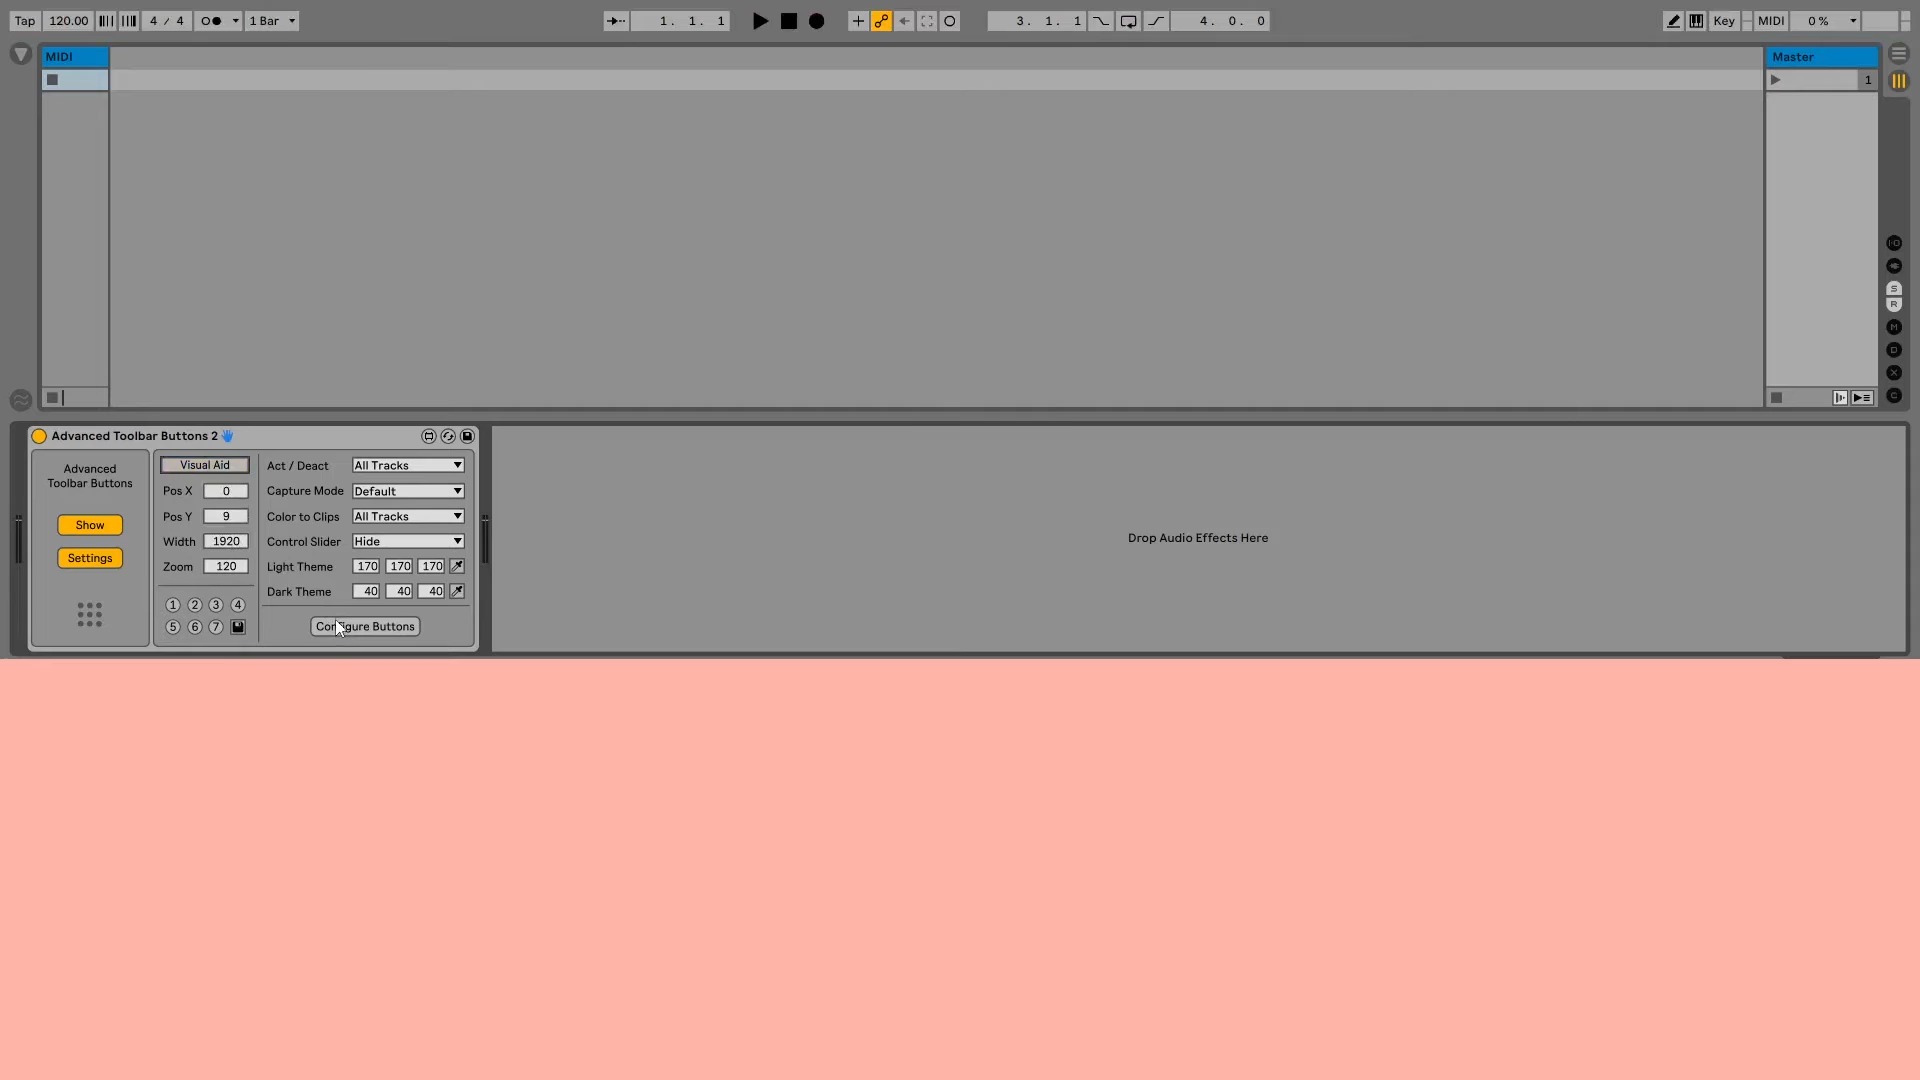 Tap 120.00 4 / 4 1 Bar 1. 1. 1 3. 1. 1 4. 0. 0 Key MIDI 0 %
MIDI Master
1
S
R
M
D
X
C
Advanced Toolbar Buttons 2
Advanced
Toolbar Buttons
Show
Settings
Visual Aid
Pos X 0
Pos Y 9
Width 1920
Zoom 120
1 2 3 4
5 6 7
Act / Deact All Tracks
Capture Mode Default
Color to Clips All Tracks
Control Slider Hide
Light Theme 170 170 170
Dark Theme 40 40 40
Configure Buttons
Drop Audio Effects Here